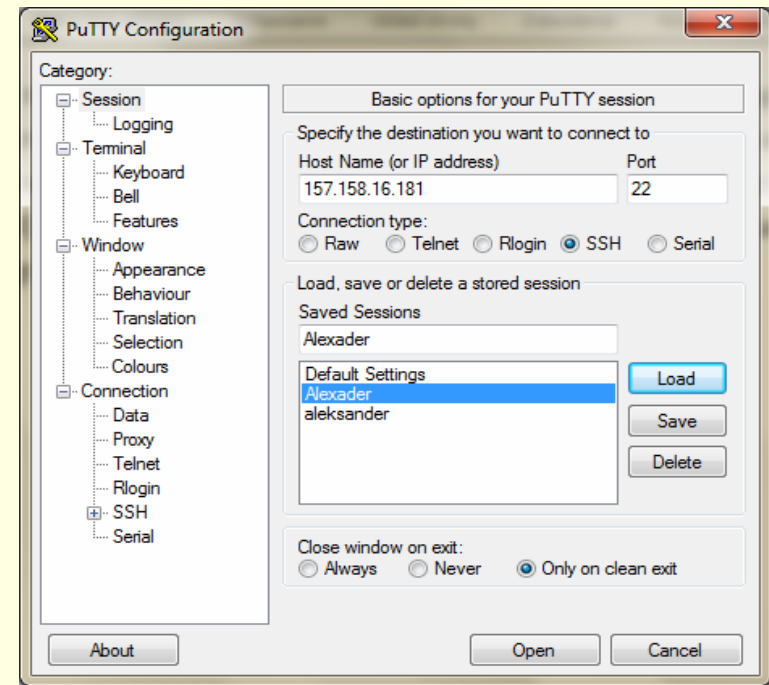 PuTTY Configuration
Category:
Session
Logging
Terminal
Keyboard
Bell
Features
Window
Appearance
Behaviour
Translation
Selection
Colours
Connection
Data
Proxy
Telnet
Rlogin
SSH
Serial
Basic options for your PuTTY session
Specify the destination you want to connect to
Host Name (or IP address) Port
157.158.16.181 22
Connection type:
Raw Telnet Rlogin SSH Serial
Load, save or delete a stored session
Saved Sessions
Alexader
Default Settings
Alexader
aleksander
Load
Save
Delete
Close window on exit:
Always Never Only on clean exit
About Open Cancel